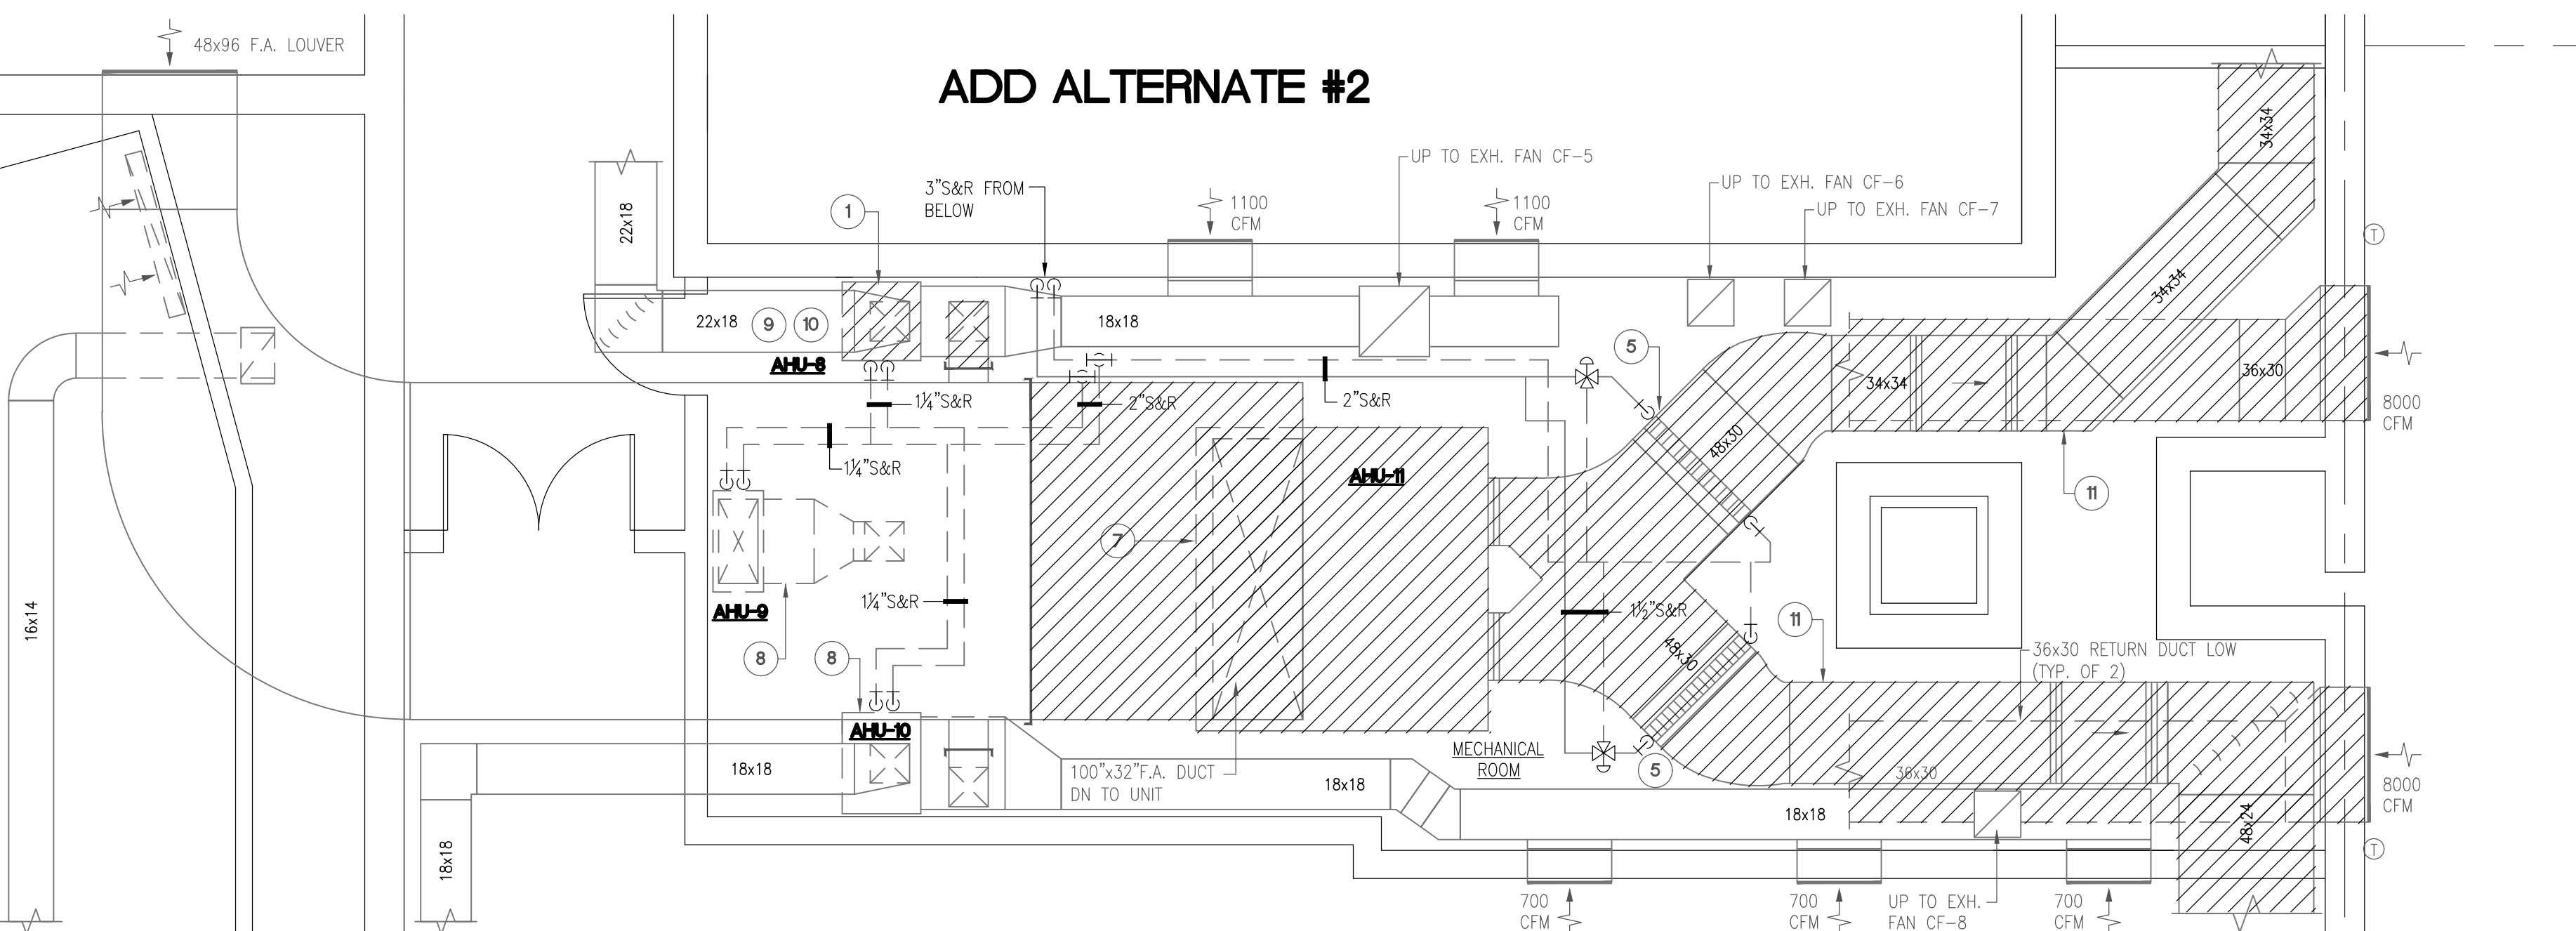 48x96 F.A. LOUVER
ADD ALTERNATE #2
34x34
22x18
1
3"S&R FROM
BELOW
1100
CFM
UP TO EXH. FAN CF-5
1100
CFM
UP TO EXH. FAN CF-6
UP TO EXH. FAN CF-7
T
34x34
22x18
9
10
18x18
AHU-8
5
34x34
36x30
8000
CFM
1¼"S&R
2"S&R
2"S&R
1¼"S&R
48x30
AHU-11
11
7
16x14
AHU-9
1¼"S&R
1½"S&R
11
8
8
48x30
36x30 RETURN DUCT LOW
(TYP. OF 2)
AHU-10
MECHANICAL
ROOM
5
18x18
100"x32"F.A. DUCT
DN TO UNIT
18x18
36x30
8000
CFM
18x18
48x24
18x18
T
700
CFM
700
CFM
UP TO EXH.
FAN CF-8
700
CFM